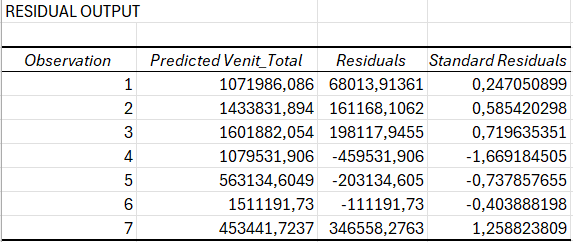 RESIDUAL OUTPUT
Observation Predicted Venit_Total Residuals Standard Residuals
1 1071986,086 68013,91361 0,247050899
2 1433831,894 161168,1062 0,585420298
3 1601882,054 198117,9455 0,719635351
4 1079531,906 -459531,906 -1,669184505
5 563134,6049 -203134,605 -0,737857655
6 1511191,73 -111191,73 -0,403888198
7 453441,7237 346558,2763 1,258823809